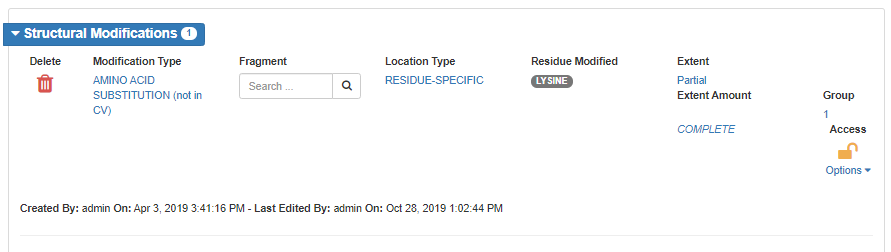 Structural Modifications 1
Delete Modification Type Fragment Location Type Residue Modified Extent
AMINO ACID SUBSTITUTION (not in CV) Search ... RESIDUE-SPECIFIC LYSINE Partial
Extent Amount Group
1
COMPLETE Access
Options
Created By: admin On: Apr 3, 2019 3:41:16 PM - Last Edited By: admin On: Oct 28, 2019 1:02:44 PM